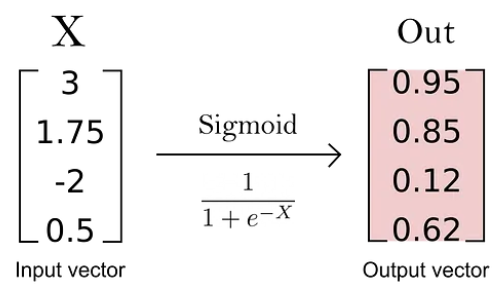 X
3
1.75
-2
0.5
Input vector
Sigmoid
1
1 + e^{-X}
Out
0.95
0.85
0.12
0.62
Output vector